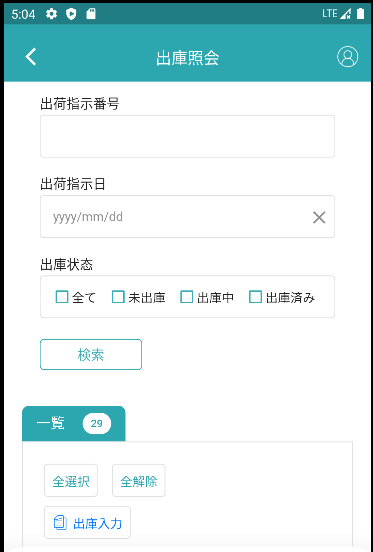 5:04 LTE
出庫照会
出荷指示番号
出荷指示日
yyyy/mm/dd
出庫状态
全て 未出庫 出庫中 出庫済み
検索
一覧 29
全選択 全解除
出庫入力